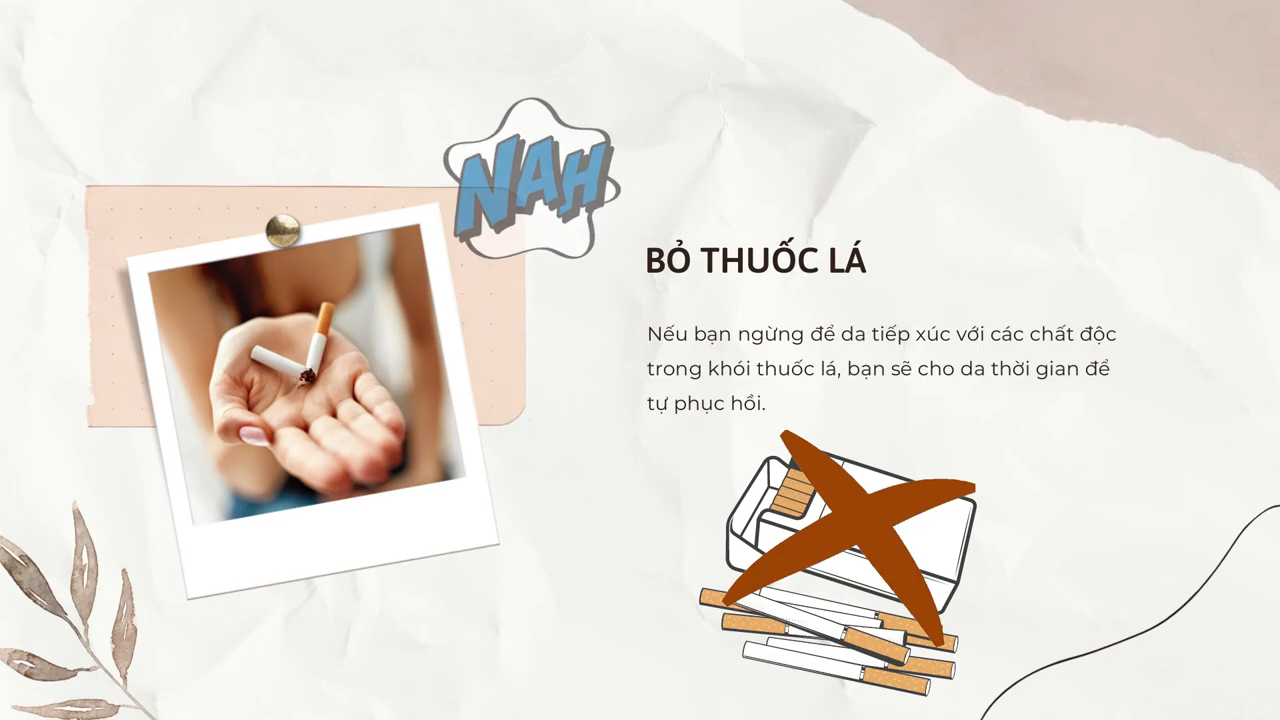 NAH
BỎ THUỐC LÁ
Nếu bạn ngừng để da tiếp xúc với các chất độc
trong khói thuốc lá, bạn sẽ cho da thời gian để
tự phục hồi.